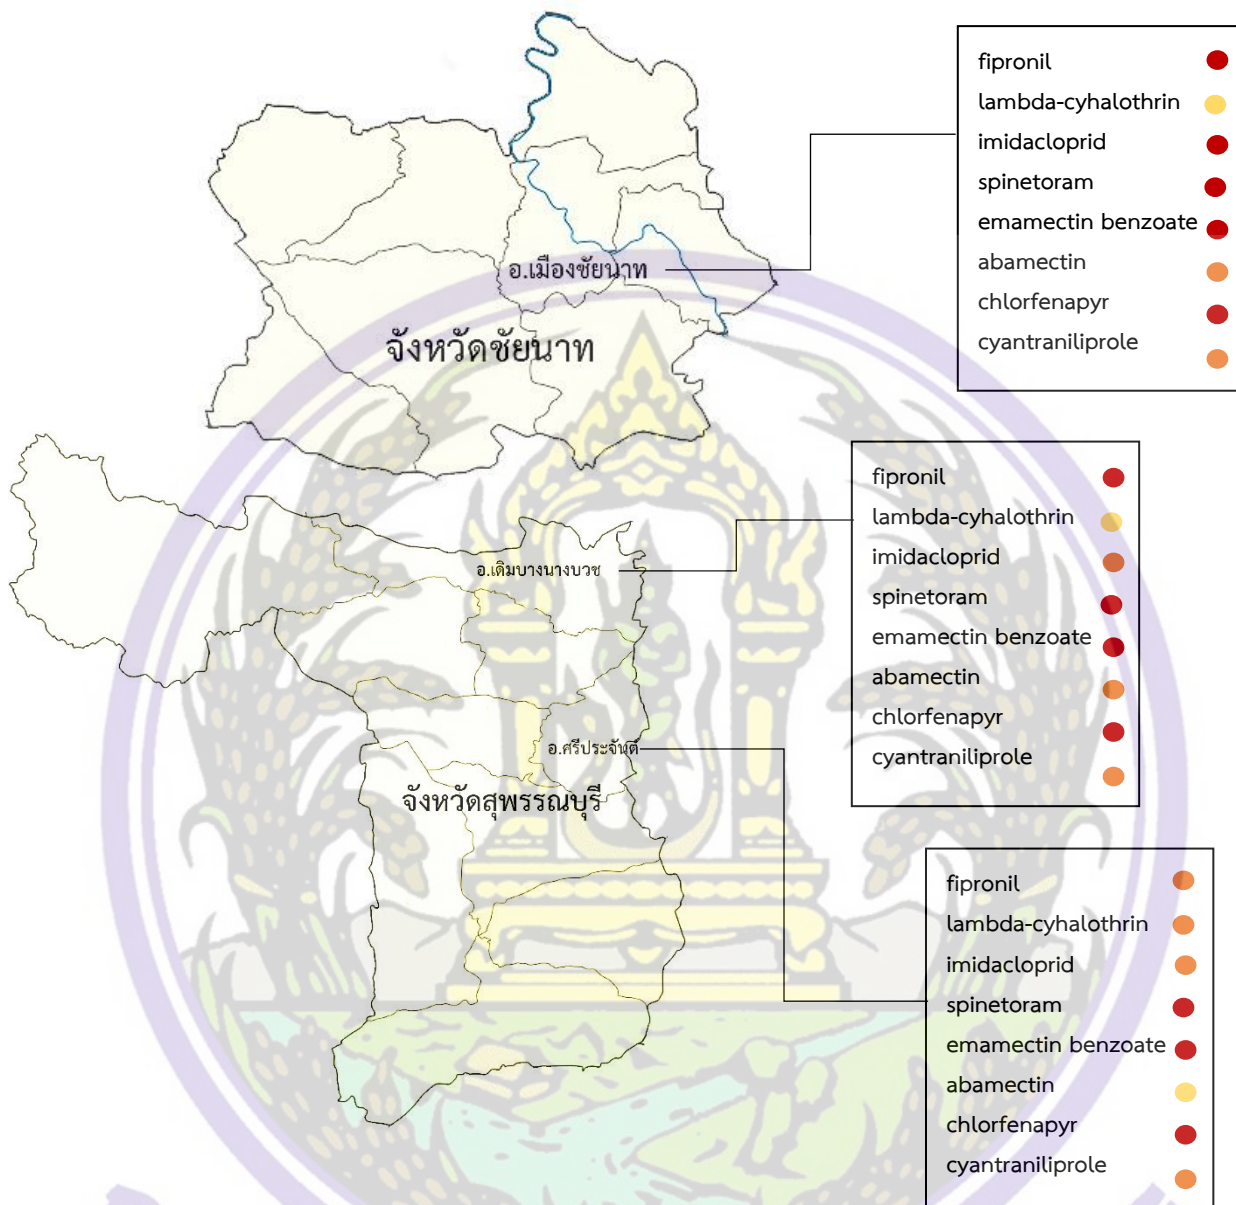 fipronil
lambda-cyhalothrin
imidacloprid
spinetoram
emamectin benzoate
abamectin
chlorfenapyr
cyantraniliprole
อ.เมืองชัยนาท
จังหวัดชัยนาท
fipronil
lambda-cyhalothrin
imidacloprid
spinetoram
emamectin benzoate
abamectin
chlorfenapyr
cyantraniliprole
อ.เดิมบางนางบวช
อ.ศรีประจันต์
จังหวัดสุพรรณบุรี
fipronil
lambda-cyhalothrin
imidacloprid
spinetoram
emamectin benzoate
abamectin
chlorfenapyr
cyantraniliprole